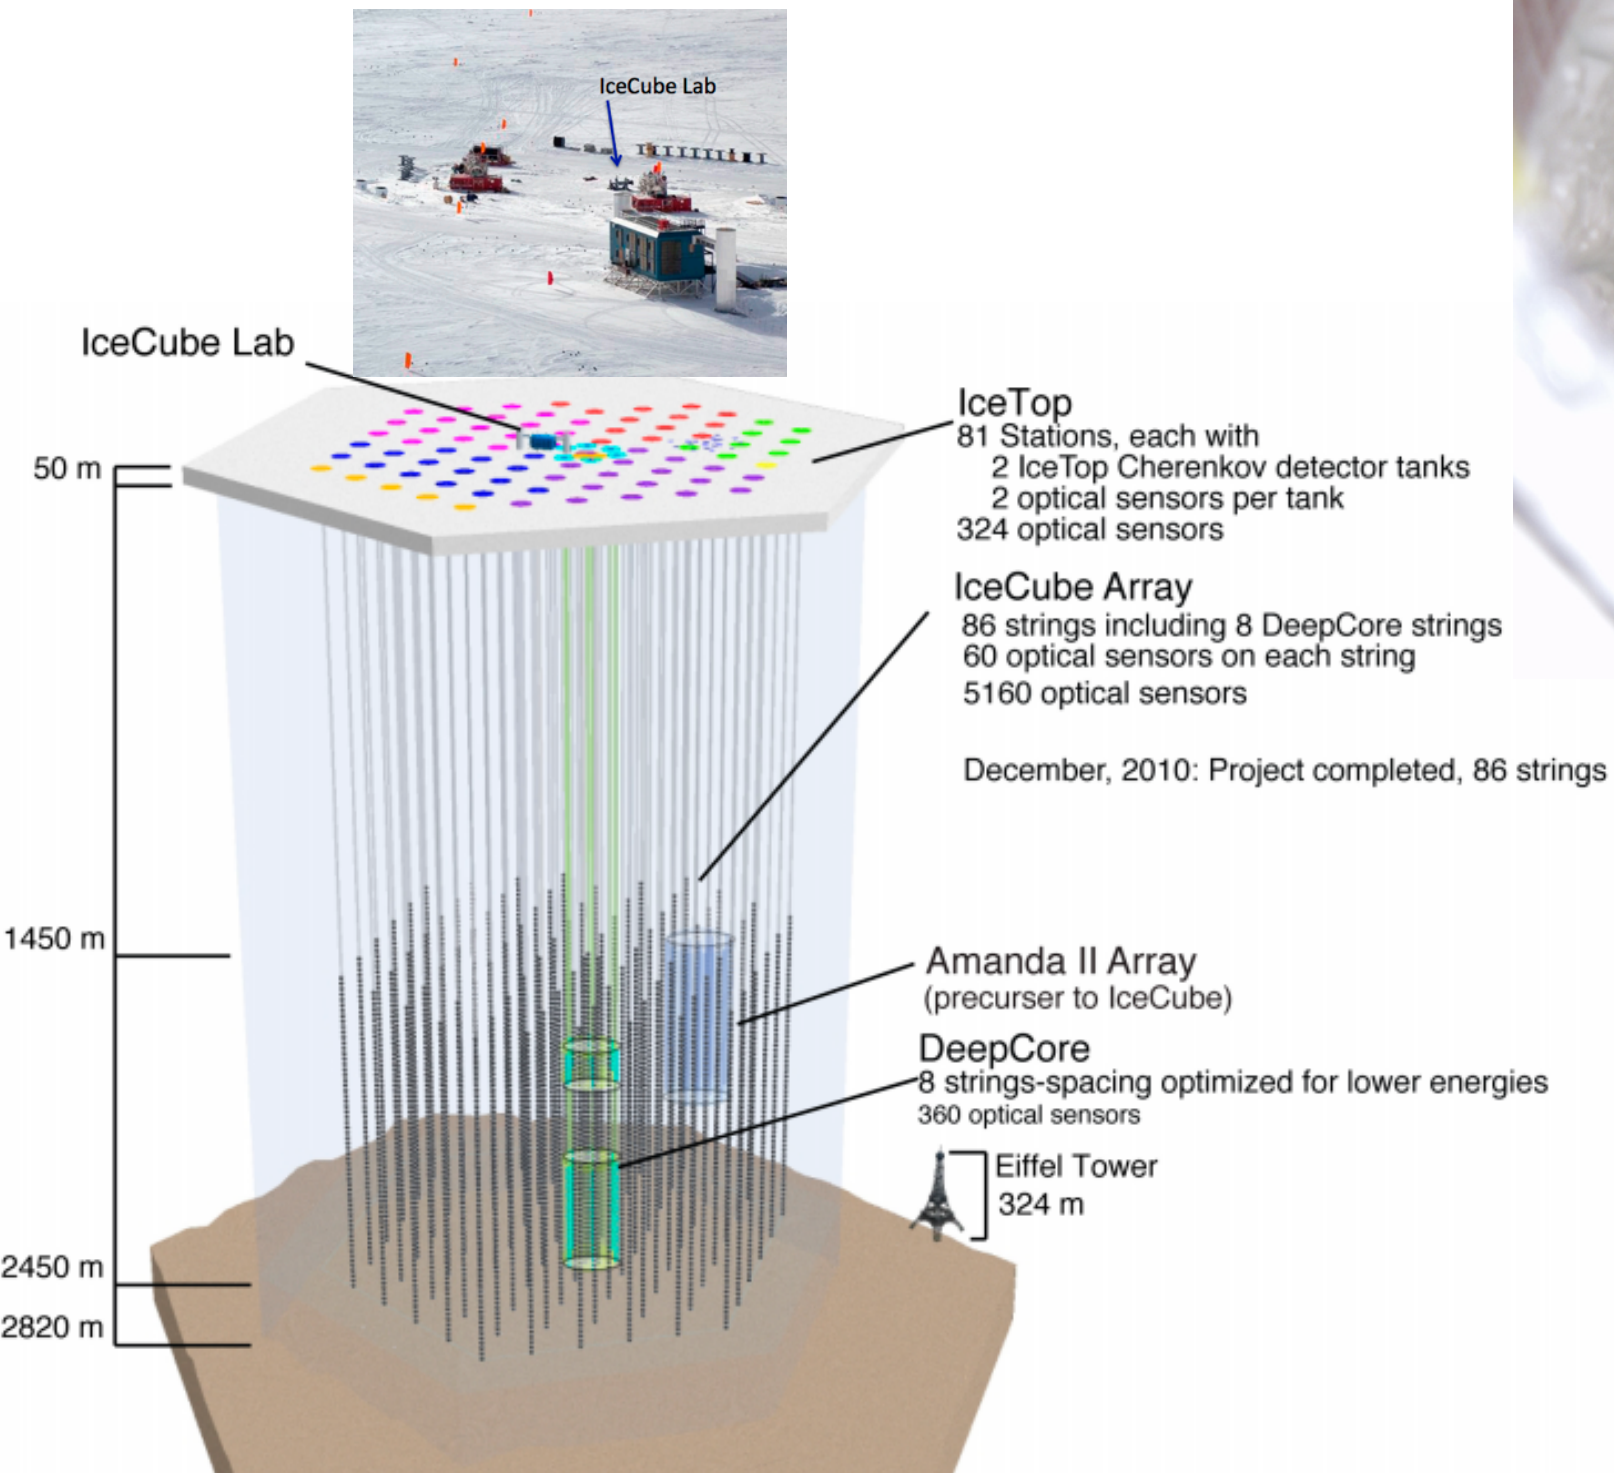 IceCube Lab
IceCube Lab
IceTop
81 Stations, each with
2 IceTop Cherenkov detector tanks
2 optical sensors per tank
324 optical sensors
50 m
IceCube Array
86 strings including 8 DeepCore strings
60 optical sensors on each string
5160 optical sensors
December, 2010: Project completed, 86 strings
1450 m
Amanda II Array
(precurser to IceCube)
DeepCore
8 strings-spacing optimized for lower energies
360 optical sensors
Eiffel Tower
324 m
2450 m
2820 m